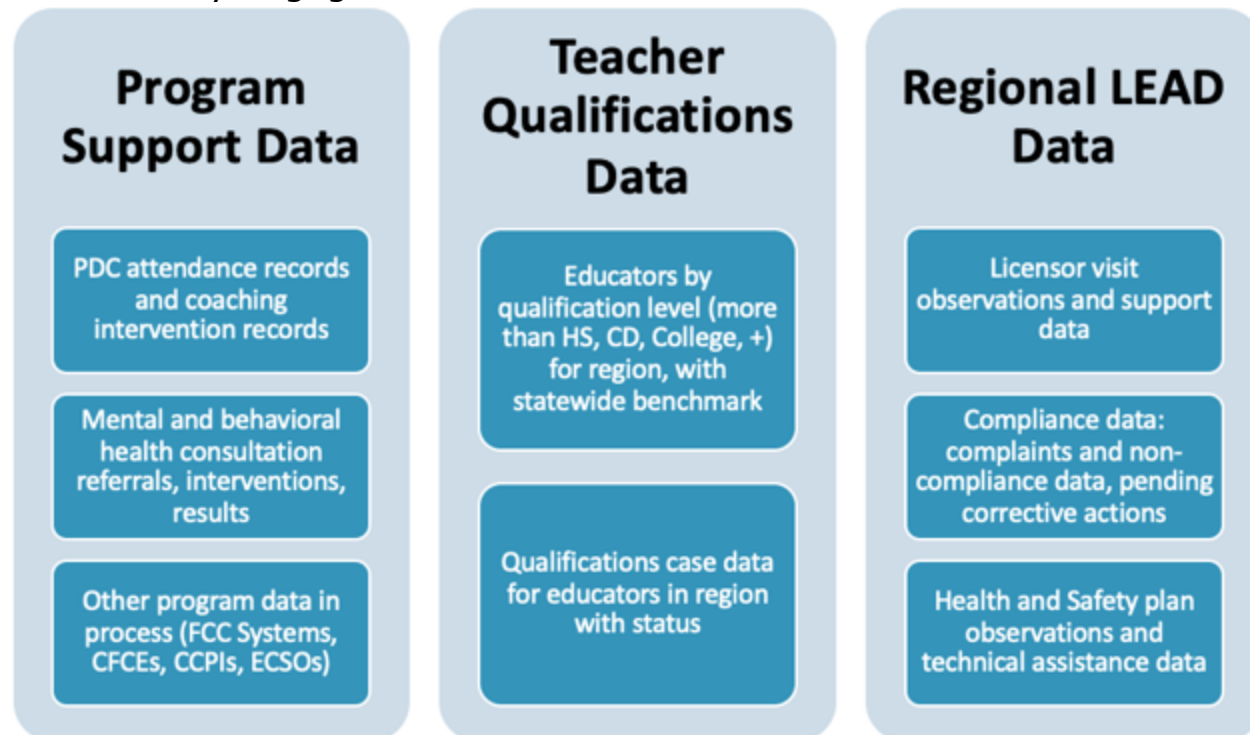 Program
Support Data
PDC attendance records
and coaching
intervention records
Mental and behavioral
health consultation
referrals, interventions,
results
Other program data in
process (FCC Systems,
CFCEs, CCPIs, ECSOs)
Teacher
Qualifications
Data
Educators by
qualification level (more
than HS, CD, College, +)
for region, with
statewide benchmark
Qualifications case data
for educators in region
with status
Regional LEAD
Data
Licensor visit
observations and support
data
Compliance data:
complaints and non-
compliance data, pending
corrective actions
Health and Safety plan
observations and
technical assistance data